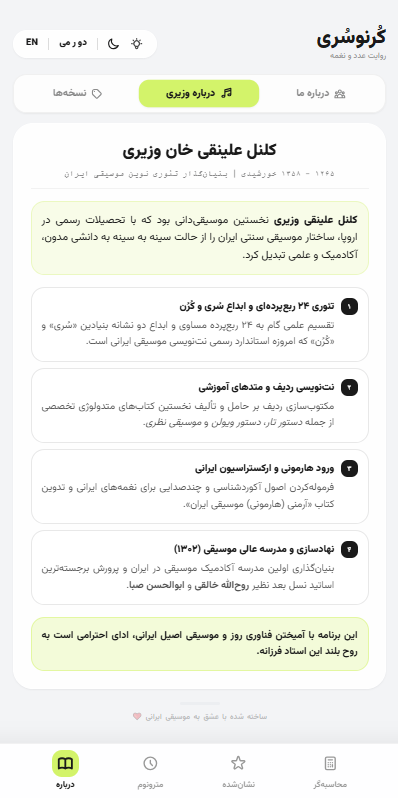 کُرنوسُری
روایت عدد و نغمه
دو ر می
EN
درباره ما
درباره وزیری
نسخه‌ها
کلنل علینقی خان وزیری
۱۲۶۵ – ۱۳۵۸ خورشیدی | بنیان‌گذار تئوری نوین موسیقی ایران
کلنل علینقی وزیری نخستین موسیقی‌دانی بود که با تحصیلات رسمی در
اروپا، ساختار موسیقی سنتی ایران را از حالت سینه به سینه به دانشی مدون،
آکادمیک و علمی تبدیل کرد.
۱
تئوری ۲۴ ربع‌پرده‌ای و ابداع سُری و کُرُن
تقسیم علمی گام به ۲۴ ربع‌پرده مساوی و ابداع دو نشانه بنیادین «سُری» و
«کُرُن» که امروزه استاندارد رسمی نت‌نویسی موسیقی ایرانی است.
۲
نت‌نویسی ردیف و متدهای آموزشی
مکتوب‌سازی ردیف بر حامل و تألیف نخستین کتاب‌های متدولوژی تخصصی
از جمله دستور تار، دستور ویولن و موسیقی نظری.
۳
ورود هارمونی و ارکستراسیون ایرانی
فرموله‌کردن اصول آکوردشناسی و چندصدایی برای نغمه‌های ایرانی و تدوین
کتاب «آرمنی (هارمونی) موسیقی ایران».
۴
نهادسازی و مدرسه عالی موسیقی (۱۳۰۲)
بنیان‌گذاری اولین مدرسه آکادمیک موسیقی در ایران و پرورش برجسته‌ترین
اساتید نسل بعد نظیر روح‌الله خالقی و ابوالحسن صبا.
این برنامه با آمیختن فناوری روز و موسیقی اصیل ایرانی، ادای احترامی است به
روح بلند این استاد فرزانه.
ساخته شده با عشق به موسیقی ایرانی
محاسبه‌گر
نشان‌شده
مترونوم
درباره